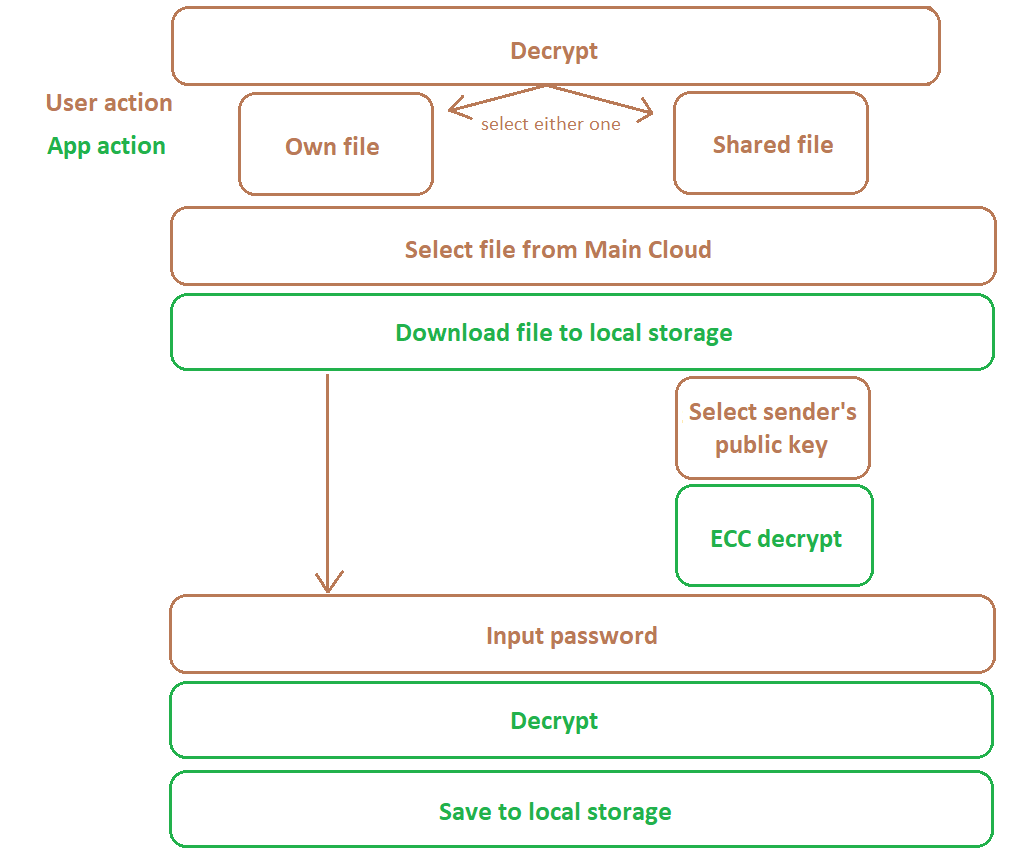 Decrypt
User action
App action
select either one
Own file
Shared file
Select file from Main Cloud
Download file to local storage
Select sender's
public key
ECC decrypt
Input password
Decrypt
Save to local storage